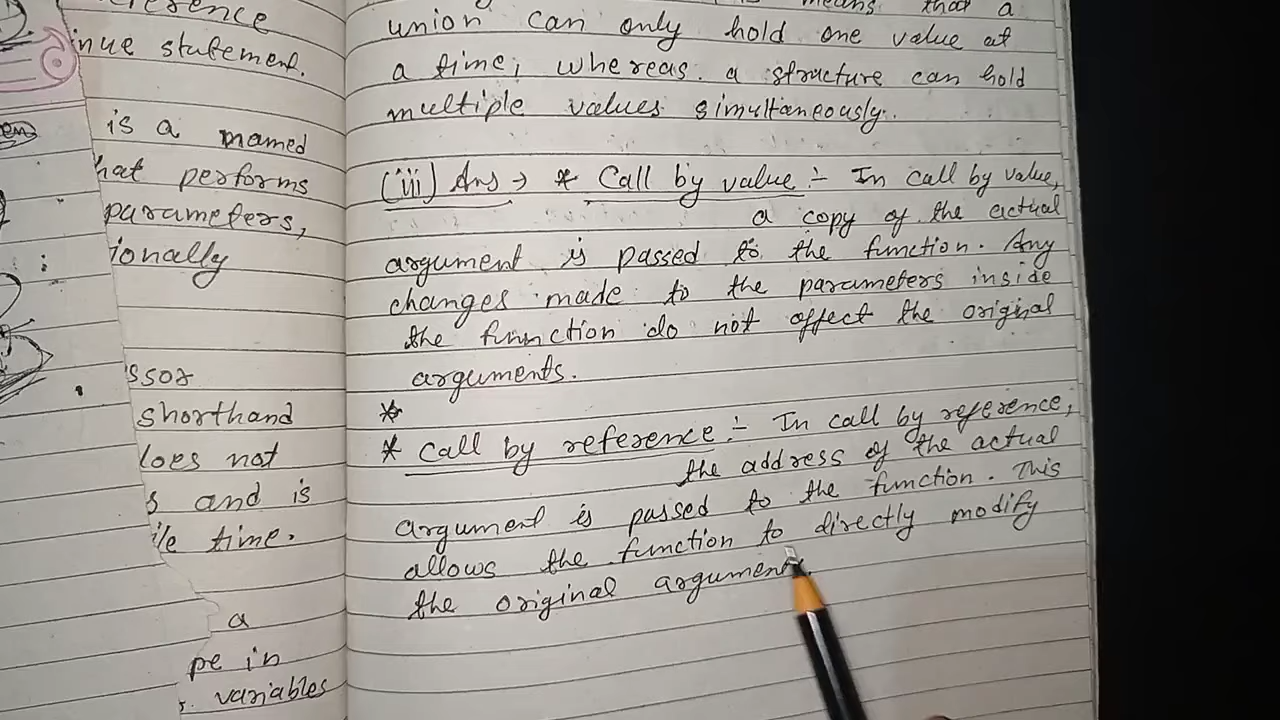 inue statement.
is a named
hat performs
parameters,
ionally
ssor
shorthand
does not
s and is
time.
a
pe in
variables
means that a
union can only hold one value at
a time, whereas a structure can hold
multiple values simultaneously.
(iii) Ans → * Call by value :- In call by value,
a copy of the actual
argument is passed to the function. Any
changes made to the parameters inside
the function do not affect the original
arguments.
*
* Call by reference :- In call by reference,
the address of the actual
argument is passed to the function. This
allows the function to directly modify
the original argument